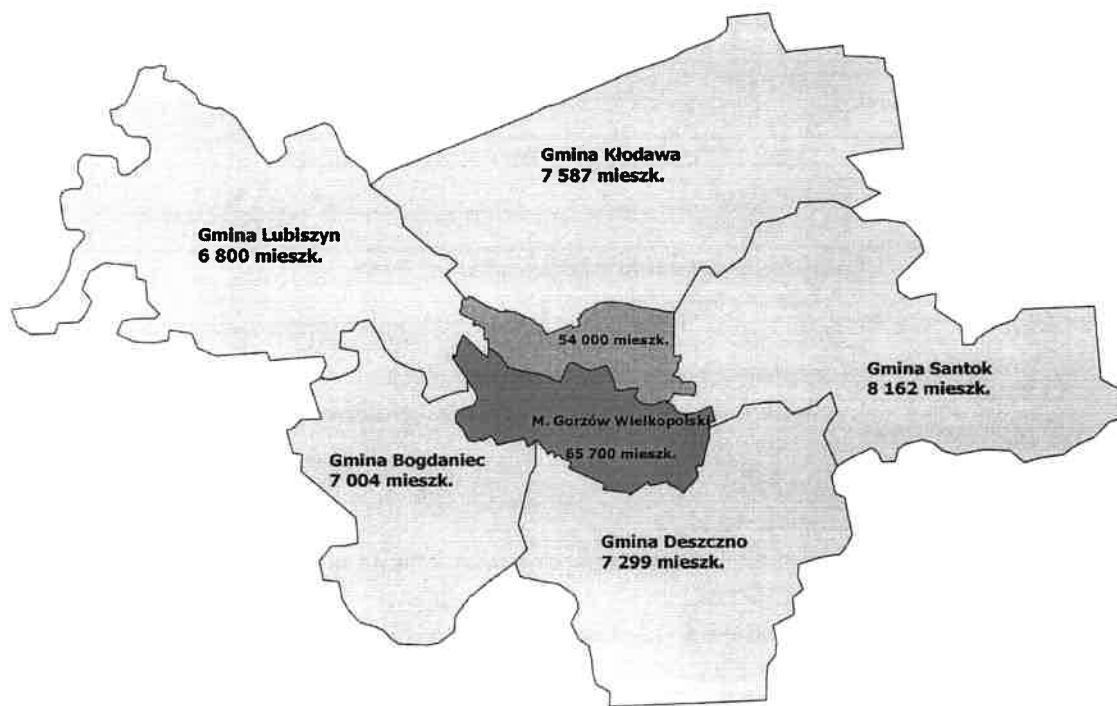 Gmina Kłodawa
7 587 mieszk.
Gmina Lubiszyn
6 800 mieszk.
54 000 mieszk.
Gmina Santok
8 162 mieszk.
M. Gorzów Wielkopolski
65 700 mieszk.
Gmina Bogdaniec
7 004 mieszk.
Gmina Deszczno
7 299 mieszk.